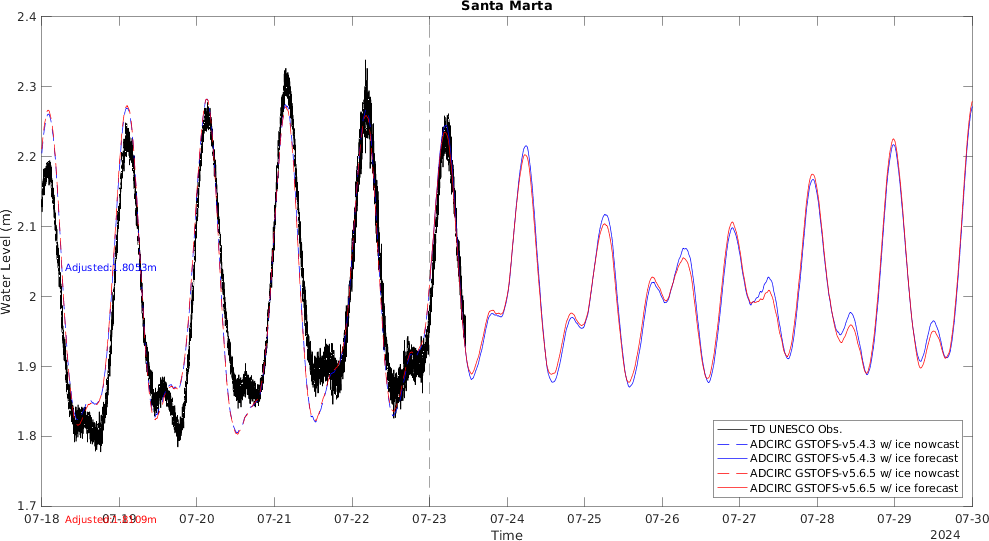 Santa Marta
2.4
2.3
2.2
2.1
2
1.9
1.8
1.7
Water Level (m)
Adjusted:1.8053m
TD UNESCO Obs.
ADCIRC GSTOFS-v5.4.3 w/ ice nowcast
ADCIRC GSTOFS-v5.4.3 w/ ice forecast
ADCIRC GSTOFS-v5.6.5 w/ ice nowcast
ADCIRC GSTOFS-v5.6.5 w/ ice forecast
07-18 07-19 07-20 07-21 07-22 07-23 07-24 07-25 07-26 07-27 07-28 07-29 07-30
Time
2024